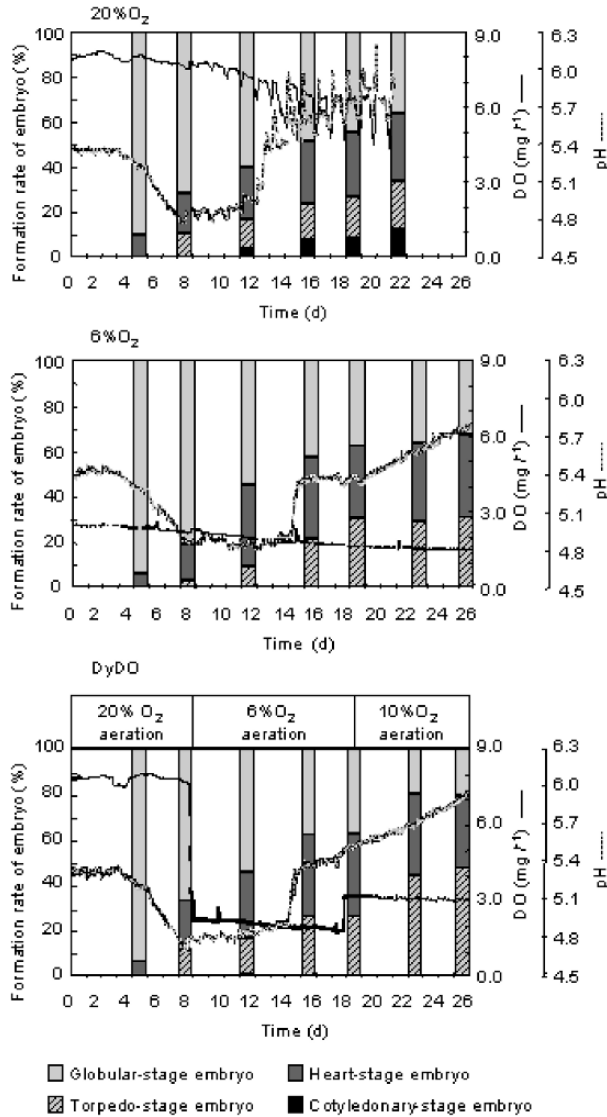 20%O2
Formation rate of embryo (%)
100
80
60
40
20
0
0 2 4 6 8 10 12 14 16 18 20 22 24 26
Time (d)
9.0
6.0
3.0
0.0
DO (mg l-1) ——
6.3
6.0
5.7
5.4
5.1
4.8
4.5
pH ------
6%O2
Formation rate of embryo (%)
100
80
60
40
20
0
0 2 4 6 8 10 12 14 16 18 20 22 24 26
Time (d)
9.0
6.0
3.0
0.0
DO (mg l-1) ——
6.3
6.0
5.7
5.4
5.1
4.8
4.5
pH ------
DyDO
20% O2 aeration
6%O2 aeration
10%O2 aeration
Formation rate of embryo (%)
100
80
60
40
20
0
0 2 4 6 8 10 12 14 16 18 20 22 24 26
Time (d)
9.0
6.0
3.0
0.0
DO (mg l-1) ——
6.3
6.0
5.7
5.4
5.1
4.8
4.5
pH ------
Globular-stage embryo
Heart-stage embryo
Torpedo-stage embryo
Cotyledonary-stage embryo